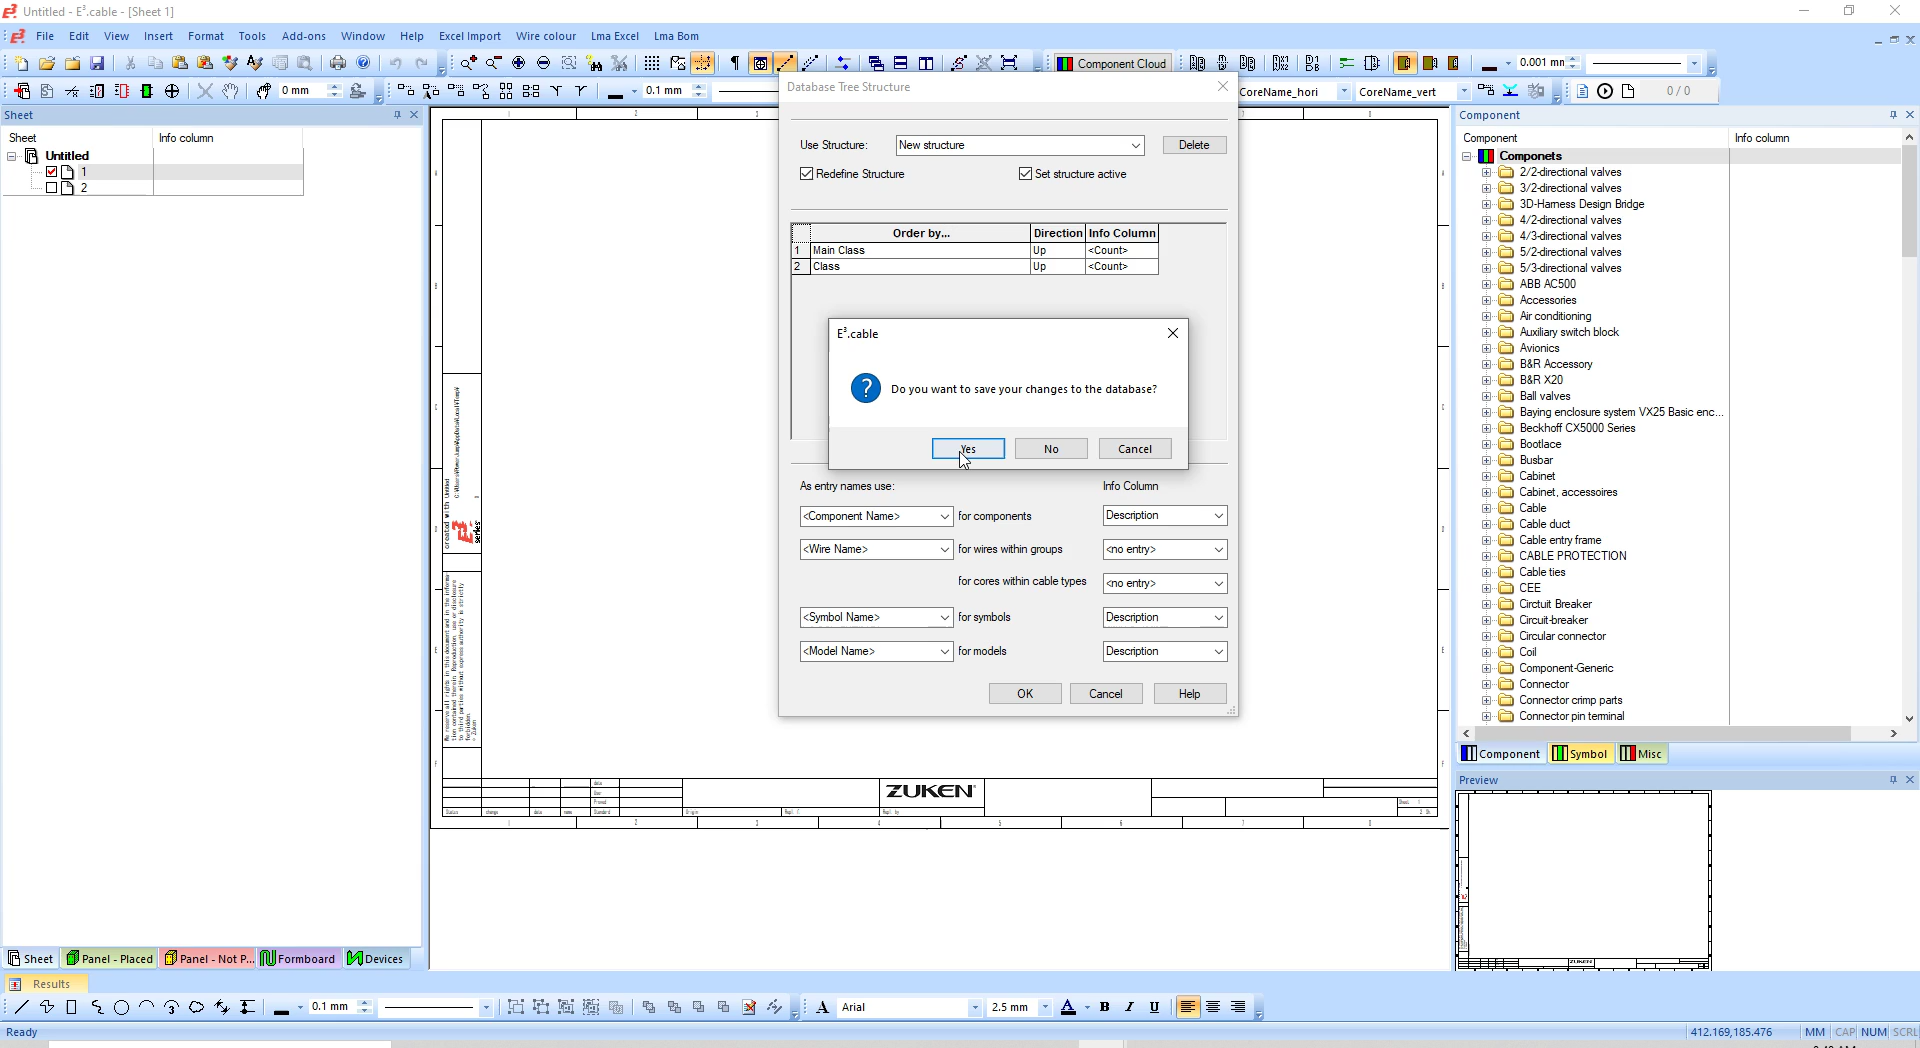 Untitled - E³.cable - [Sheet 1]
File Edit View Insert Format Tools Add-ons Window Help Excel Import Wire colour Lma Excel Lma Bom
Component Cloud
0.001 mm
0 mm
0.1 mm
CoreName_hori
CoreName_vert
0 / 0
Sheet
Sheet Info column
Untitled
1
2
Database Tree Structure
Use Structure: New structure Delete
Redefine Structure Set structure active
Order by... Direction Info Column
1 Main Class Up <Count>
2 Class Up <Count>
E³.cable
Do you want to save your changes to the database?
Yes No Cancel
As entry names use: Info Column
<Component Name> for components Description
<Wire Name> for wires within groups <no entry>
for cores within cable types <no entry>
<Symbol Name> for symbols Description
<Model Name> for models Description
OK Cancel Help
ZUKEN
Component
Component Info column
Componets
2/2-directional valves
3/2-directional valves
3D-Harness Design Bridge
4/2-directional valves
4/3-directional valves
5/2-directional valves
5/3-directional valves
ABB AC500
Accessories
Air conditioning
Auxiliary switch block
Avionics
B&R Accessory
B&R X20
Ball valves
Baying enclosure system VX25 Basic enc...
Beckhoff CX5000 Series
Bootlace
Busbar
Cabinet
Cabinet, accessoires
Cable
Cable duct
Cable entry frame
CABLE PROTECTION
Cable ties
CEE
Circtuit Breaker
Circuit-breaker
Circular connector
Coil
Component-Generic
Connector
Connector crimp parts
Connector pin terminal
Component Symbol Misc
Preview
Sheet Panel - Placed Panel - Not P... Formboard Devices
Results
0.1 mm
Arial
2.5 mm
A B I U
Ready
412.169,185.476 MM CAP NUM SCRL